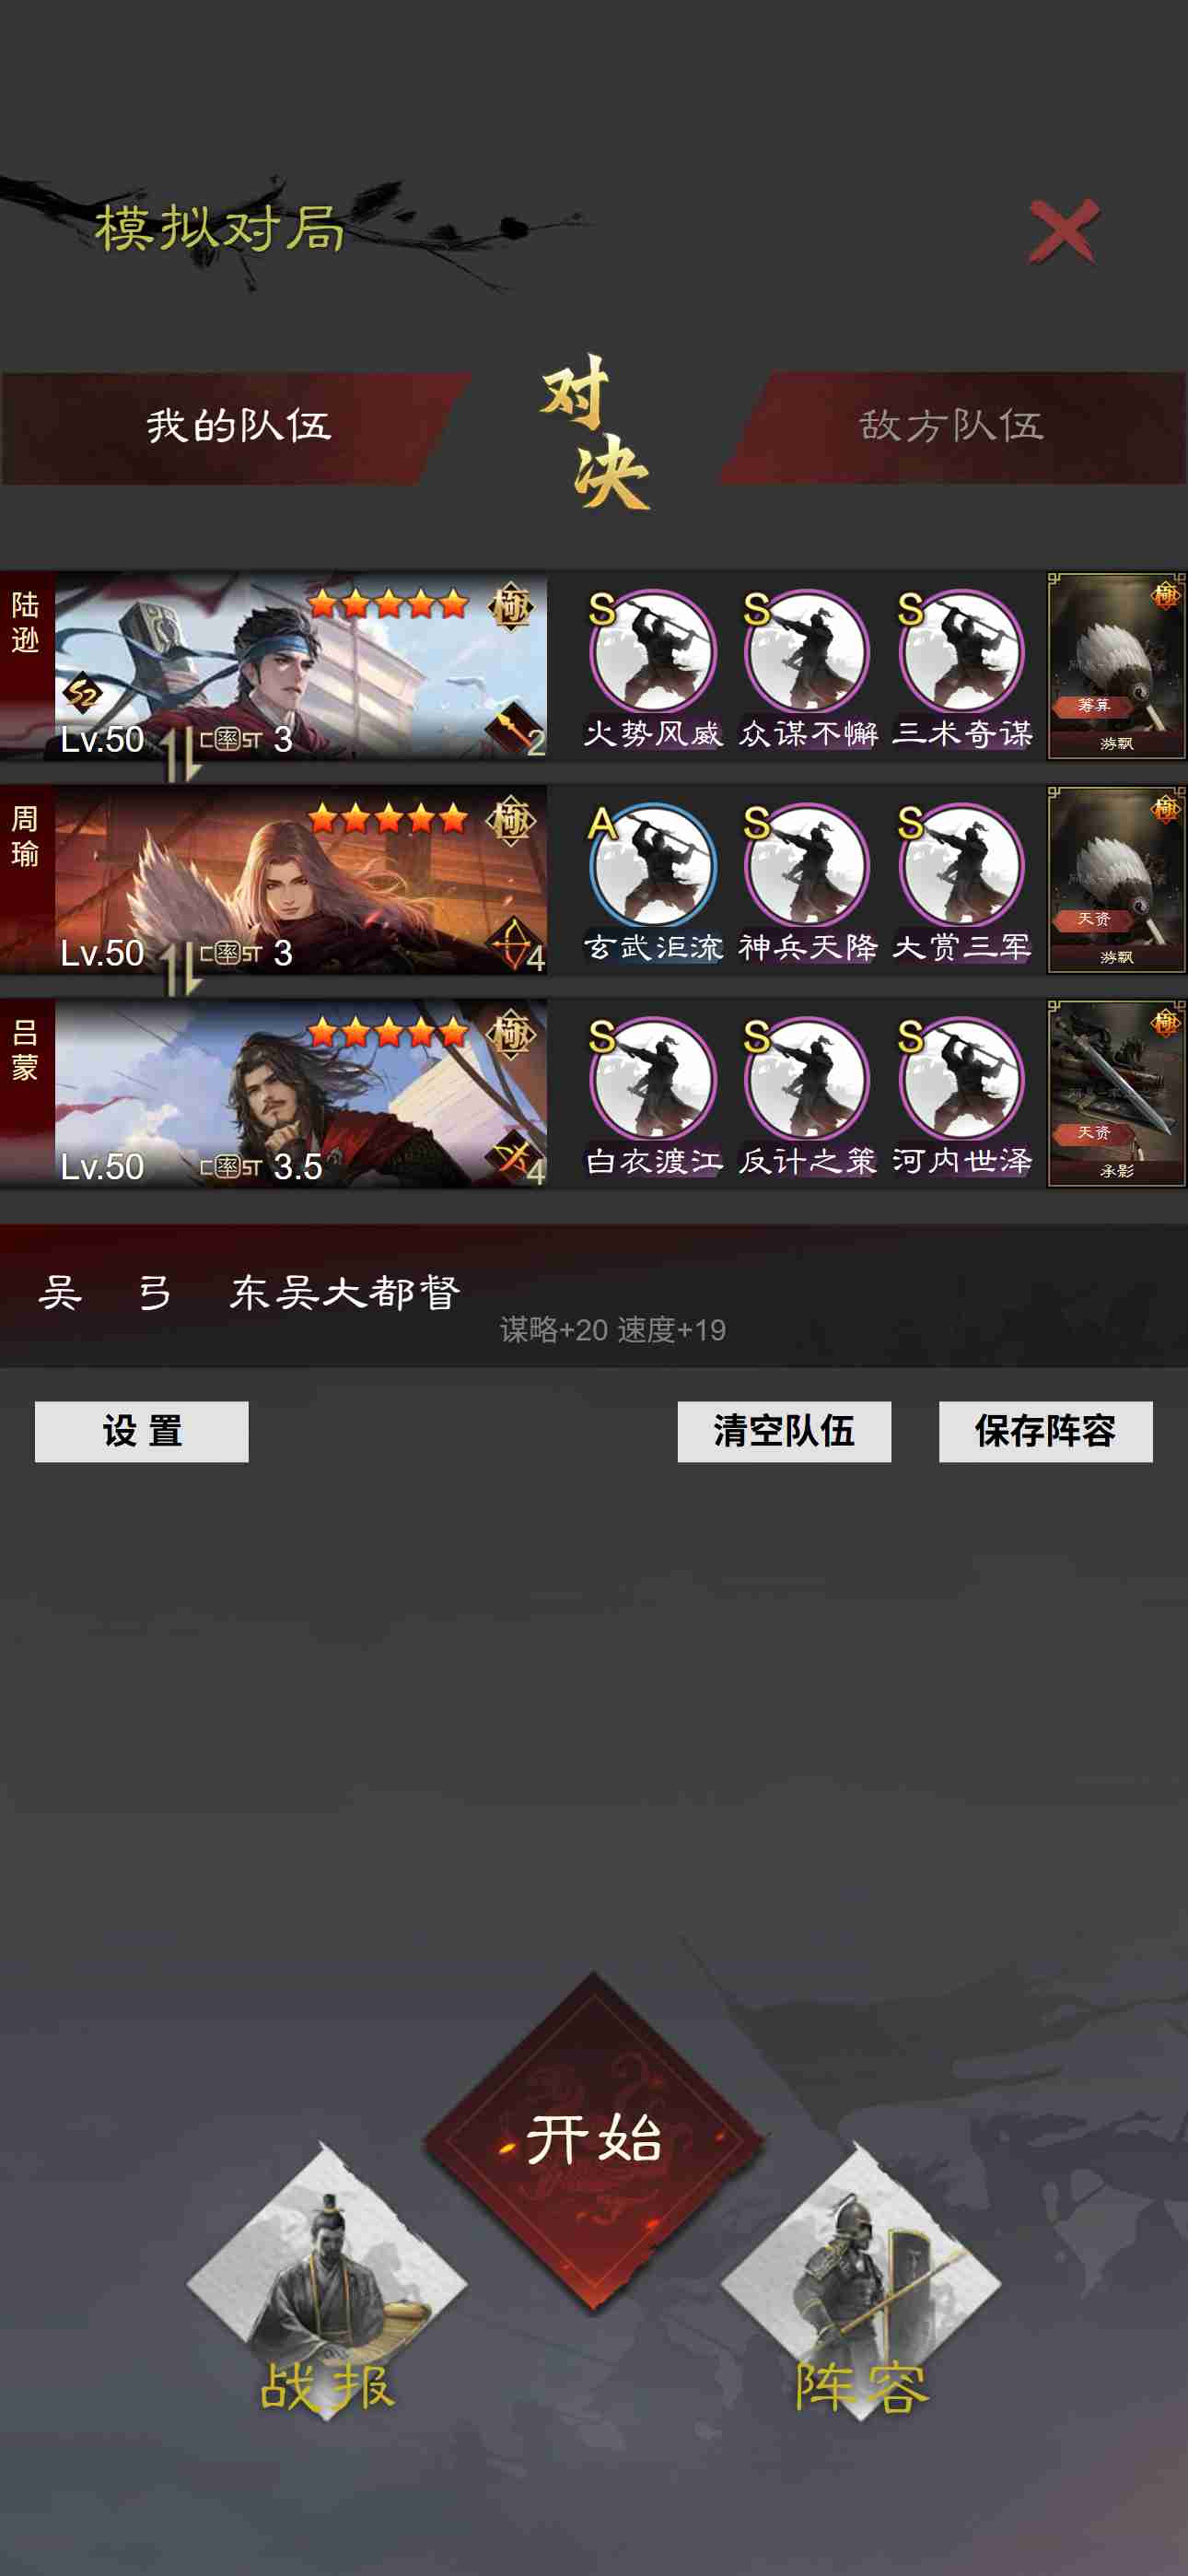 模拟对局
我的队伍
对决
敌方队伍
陆逊
S2
Lv.50
率 3
極
2
S 火势风威
S 众谋不懈
S 三术奇谋
極
筹算
游飘
周瑜
Lv.50
率 3
極
4
A 玄武洰流
S 神兵天降
S 大赏三军
極
天资
游飘
吕蒙
Lv.50
率 3.5
極
4
S 白衣渡江
S 反计之策
S 河内世泽
極
天资
承影
吴 弓 东吴大都督
谋略+20 速度+19
设 置
清空队伍
保存阵容
开始
战报
阵容